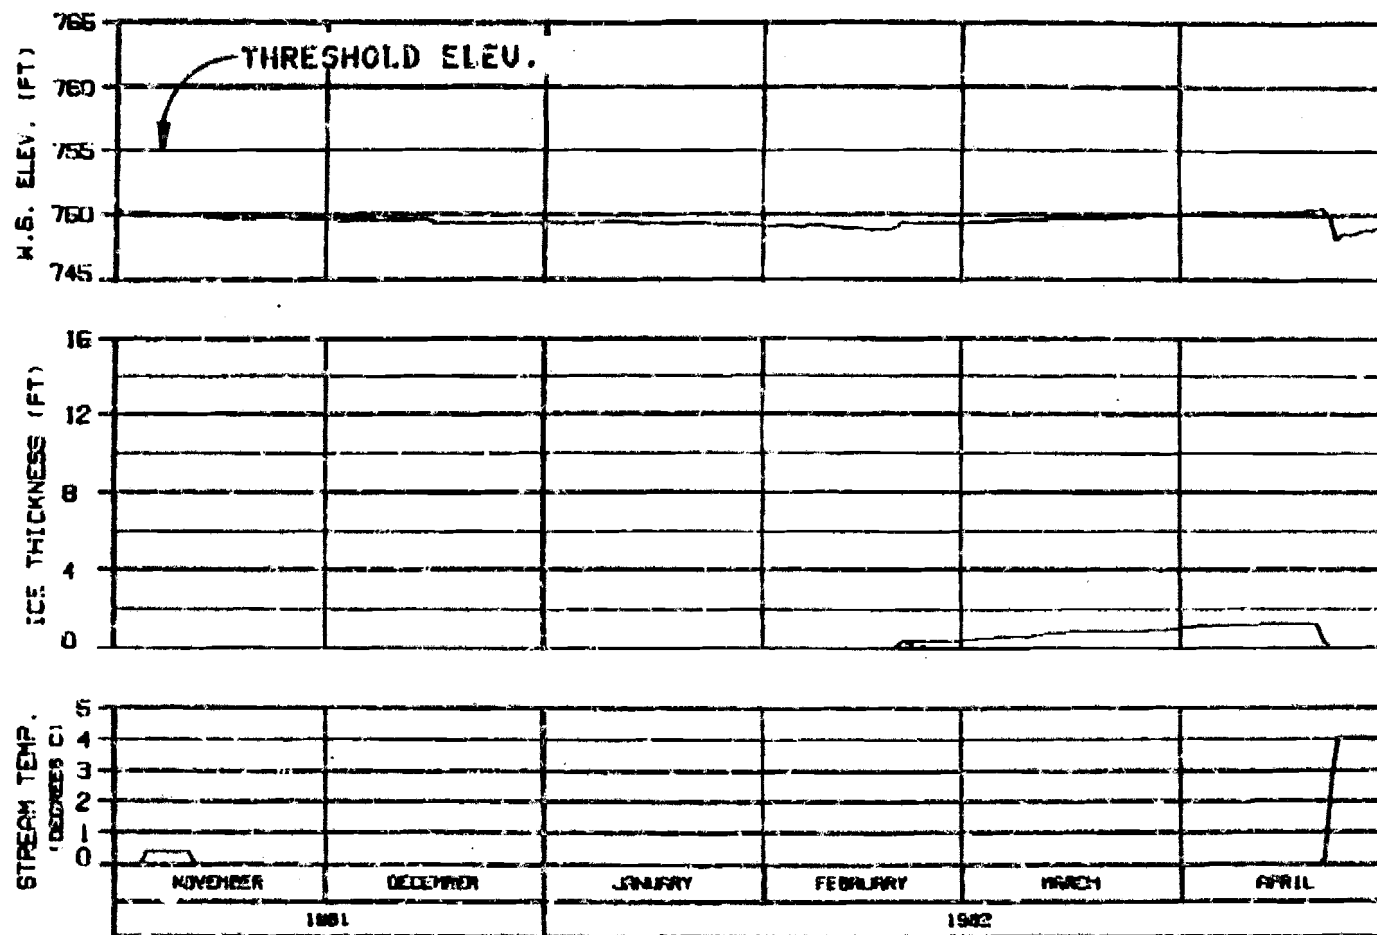 765
THRESHOLD ELEV.
760
755
750
745
W.S. ELEV. (FT)
16
12
8
4
0
ICE THICKNESS (FT)
5
4
3
2
1
0
STREAM TEMP.
(DEGREES C)
NOVEMBER DECEMBER JANUARY FEBRUARY MARCH APRIL
1981 1982